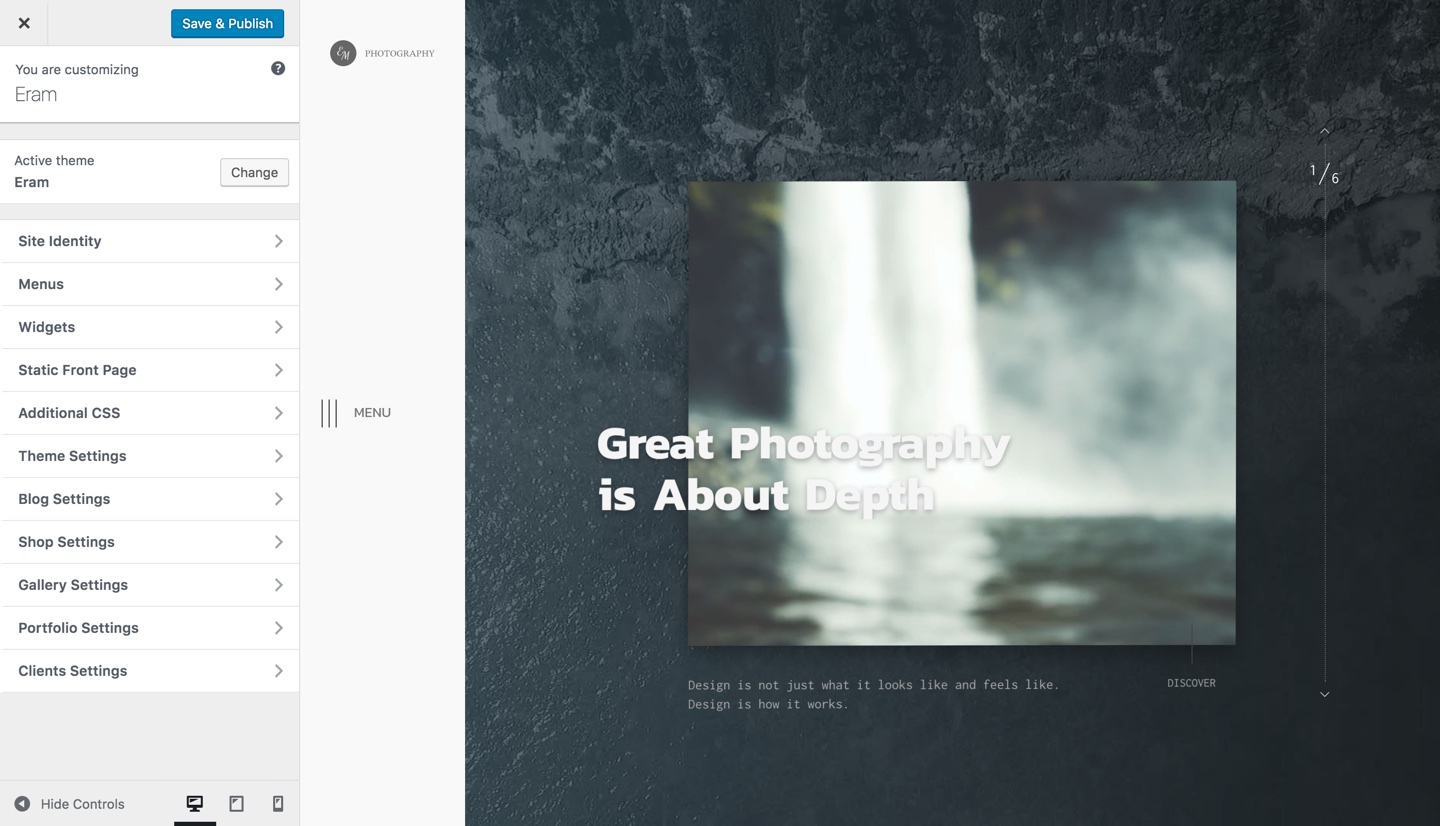 Save & Publish
You are customizing
Eram
Active theme
Eram
Change
Site Identity
Menus
Widgets
Static Front Page
Additional CSS
Theme Settings
Blog Settings
Shop Settings
Gallery Settings
Portfolio Settings
Clients Settings
Hide Controls
EM PHOTOGRAPHY
MENU
Great Photography
is About Depth
Design is not just what it looks like and feels like.
Design is how it works.
DISCOVER
1/6